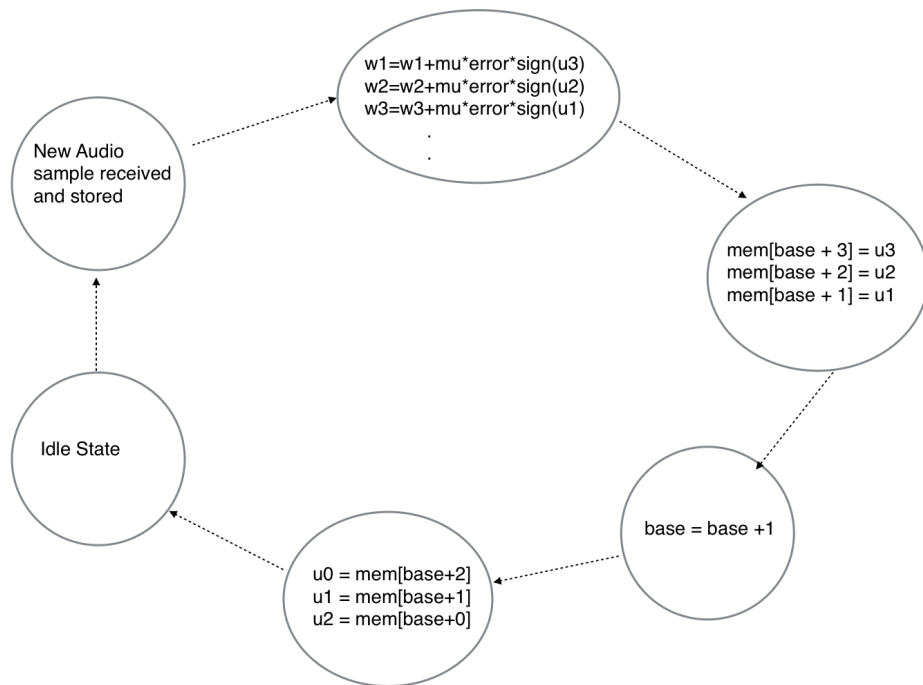 w1=w1+mu*error*sign(u3)
w2=w2+mu*error*sign(u2)
w3=w3+mu*error*sign(u1)
.
.
New Audio
sample received
and stored
mem[base + 3] = u3
mem[base + 2] = u2
mem[base + 1] = u1
Idle State
base = base +1
u0 = mem[base+2]
u1 = mem[base+1]
u2 = mem[base+0]